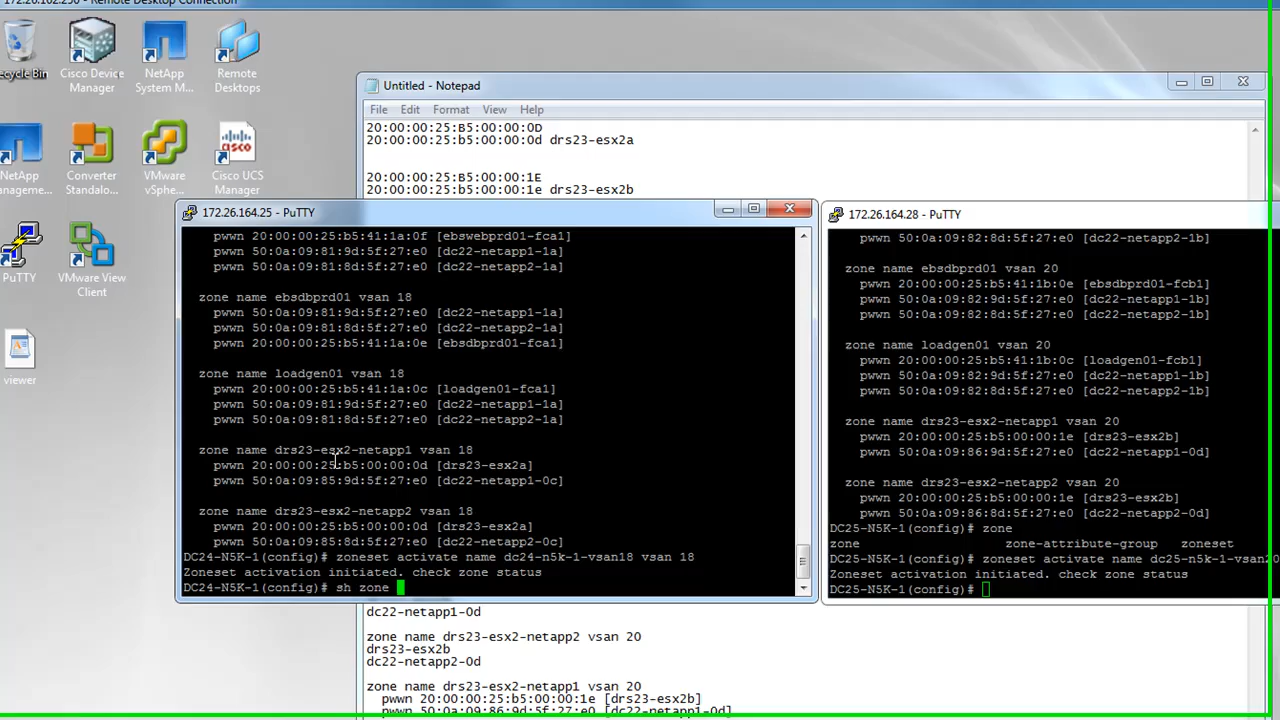 172.26.162.250 - Remote Desktop Connection
Recycle Bin
Cisco Device
Manager
NetApp
System M...
Remote
Desktops
NetApp
Manageme...
Converter
Standalo...
VMware
vSphe...
Cisco UCS
Manager
PuTTY
VMware View
Client
viewer
Untitled - Notepad
File Edit Format View Help
20:00:00:25:B5:00:00:0D
20:00:00:25:b5:00:00:0d drs23-esx2a
20:00:00:25:B5:00:00:1E
20:00:00:25:b5:00:00:1e drs23-esx2b
172.26.164.25 - PuTTY
pwwn 20:00:00:25:b5:41:1a:0f [ebswebprd01-fca1]
pwwn 50:0a:09:81:9d:5f:27:e0 [dc22-netapp1-1a]
pwwn 50:0a:09:81:8d:5f:27:e0 [dc22-netapp2-1a]
zone name ebsdbprd01 vsan 18
pwwn 50:0a:09:81:9d:5f:27:e0 [dc22-netapp1-1a]
pwwn 50:0a:09:81:8d:5f:27:e0 [dc22-netapp2-1a]
pwwn 20:00:00:25:b5:41:1a:0e [ebsdbprd01-fca1]
zone name loadgen01 vsan 18
pwwn 20:00:00:25:b5:41:1a:0c [loadgen01-fca1]
pwwn 50:0a:09:81:9d:5f:27:e0 [dc22-netapp1-1a]
pwwn 50:0a:09:81:8d:5f:27:e0 [dc22-netapp2-1a]
zone name drs23-esx2-netapp1 vsan 18
pwwn 20:00:00:25:b5:00:00:0d [drs23-esx2a]
pwwn 50:0a:09:85:9d:5f:27:e0 [dc22-netapp1-0c]
zone name drs23-esx2-netapp2 vsan 18
pwwn 20:00:00:25:b5:00:00:0d [drs23-esx2a]
pwwn 50:0a:09:85:8d:5f:27:e0 [dc22-netapp2-0c]
DC24-N5K-1(config)# zoneset activate name dc24-n5k-1-vsan18 vsan 18
Zoneset activation initiated. check zone status
DC24-N5K-1(config)# sh zone
172.26.164.28 - PuTTY
pwwn 50:0a:09:82:8d:5f:27:e0 [dc22-netapp2-1b]
zone name ebsdbprd01 vsan 20
pwwn 20:00:00:25:b5:41:1b:0e [ebsdbprd01-fcb1]
pwwn 50:0a:09:82:9d:5f:27:e0 [dc22-netapp1-1b]
pwwn 50:0a:09:82:8d:5f:27:e0 [dc22-netapp2-1b]
zone name loadgen01 vsan 20
pwwn 20:00:00:25:b5:41:1b:0c [loadgen01-fcb1]
pwwn 50:0a:09:82:9d:5f:27:e0 [dc22-netapp1-1b]
pwwn 50:0a:09:82:8d:5f:27:e0 [dc22-netapp2-1b]
zone name drs23-esx2-netapp1 vsan 20
pwwn 20:00:00:25:b5:00:00:1e [drs23-esx2b]
pwwn 50:0a:09:86:9d:5f:27:e0 [dc22-netapp1-0d]
zone name drs23-esx2-netapp2 vsan 20
pwwn 20:00:00:25:b5:00:00:1e [drs23-esx2b]
pwwn 50:0a:09:86:8d:5f:27:e0 [dc22-netapp2-0d]
DC25-N5K-1(config)# zone
zone zone-attribute-group zoneset
DC25-N5K-1(config)# zoneset activate name dc25-n5k-1-vsan20
Zoneset activation initiated. check zone status
DC25-N5K-1(config)#
dc22-netapp1-0d
zone name drs23-esx2-netapp2 vsan 20
drs23-esx2b
dc22-netapp2-0d
zone name drs23-esx2-netapp1 vsan 20
pwwn 20:00:00:25:b5:00:00:1e [drs23-esx2b]
pwwn 50:0a:09:86:9d:5f:27:e0 [dc22-netapp1-0d]